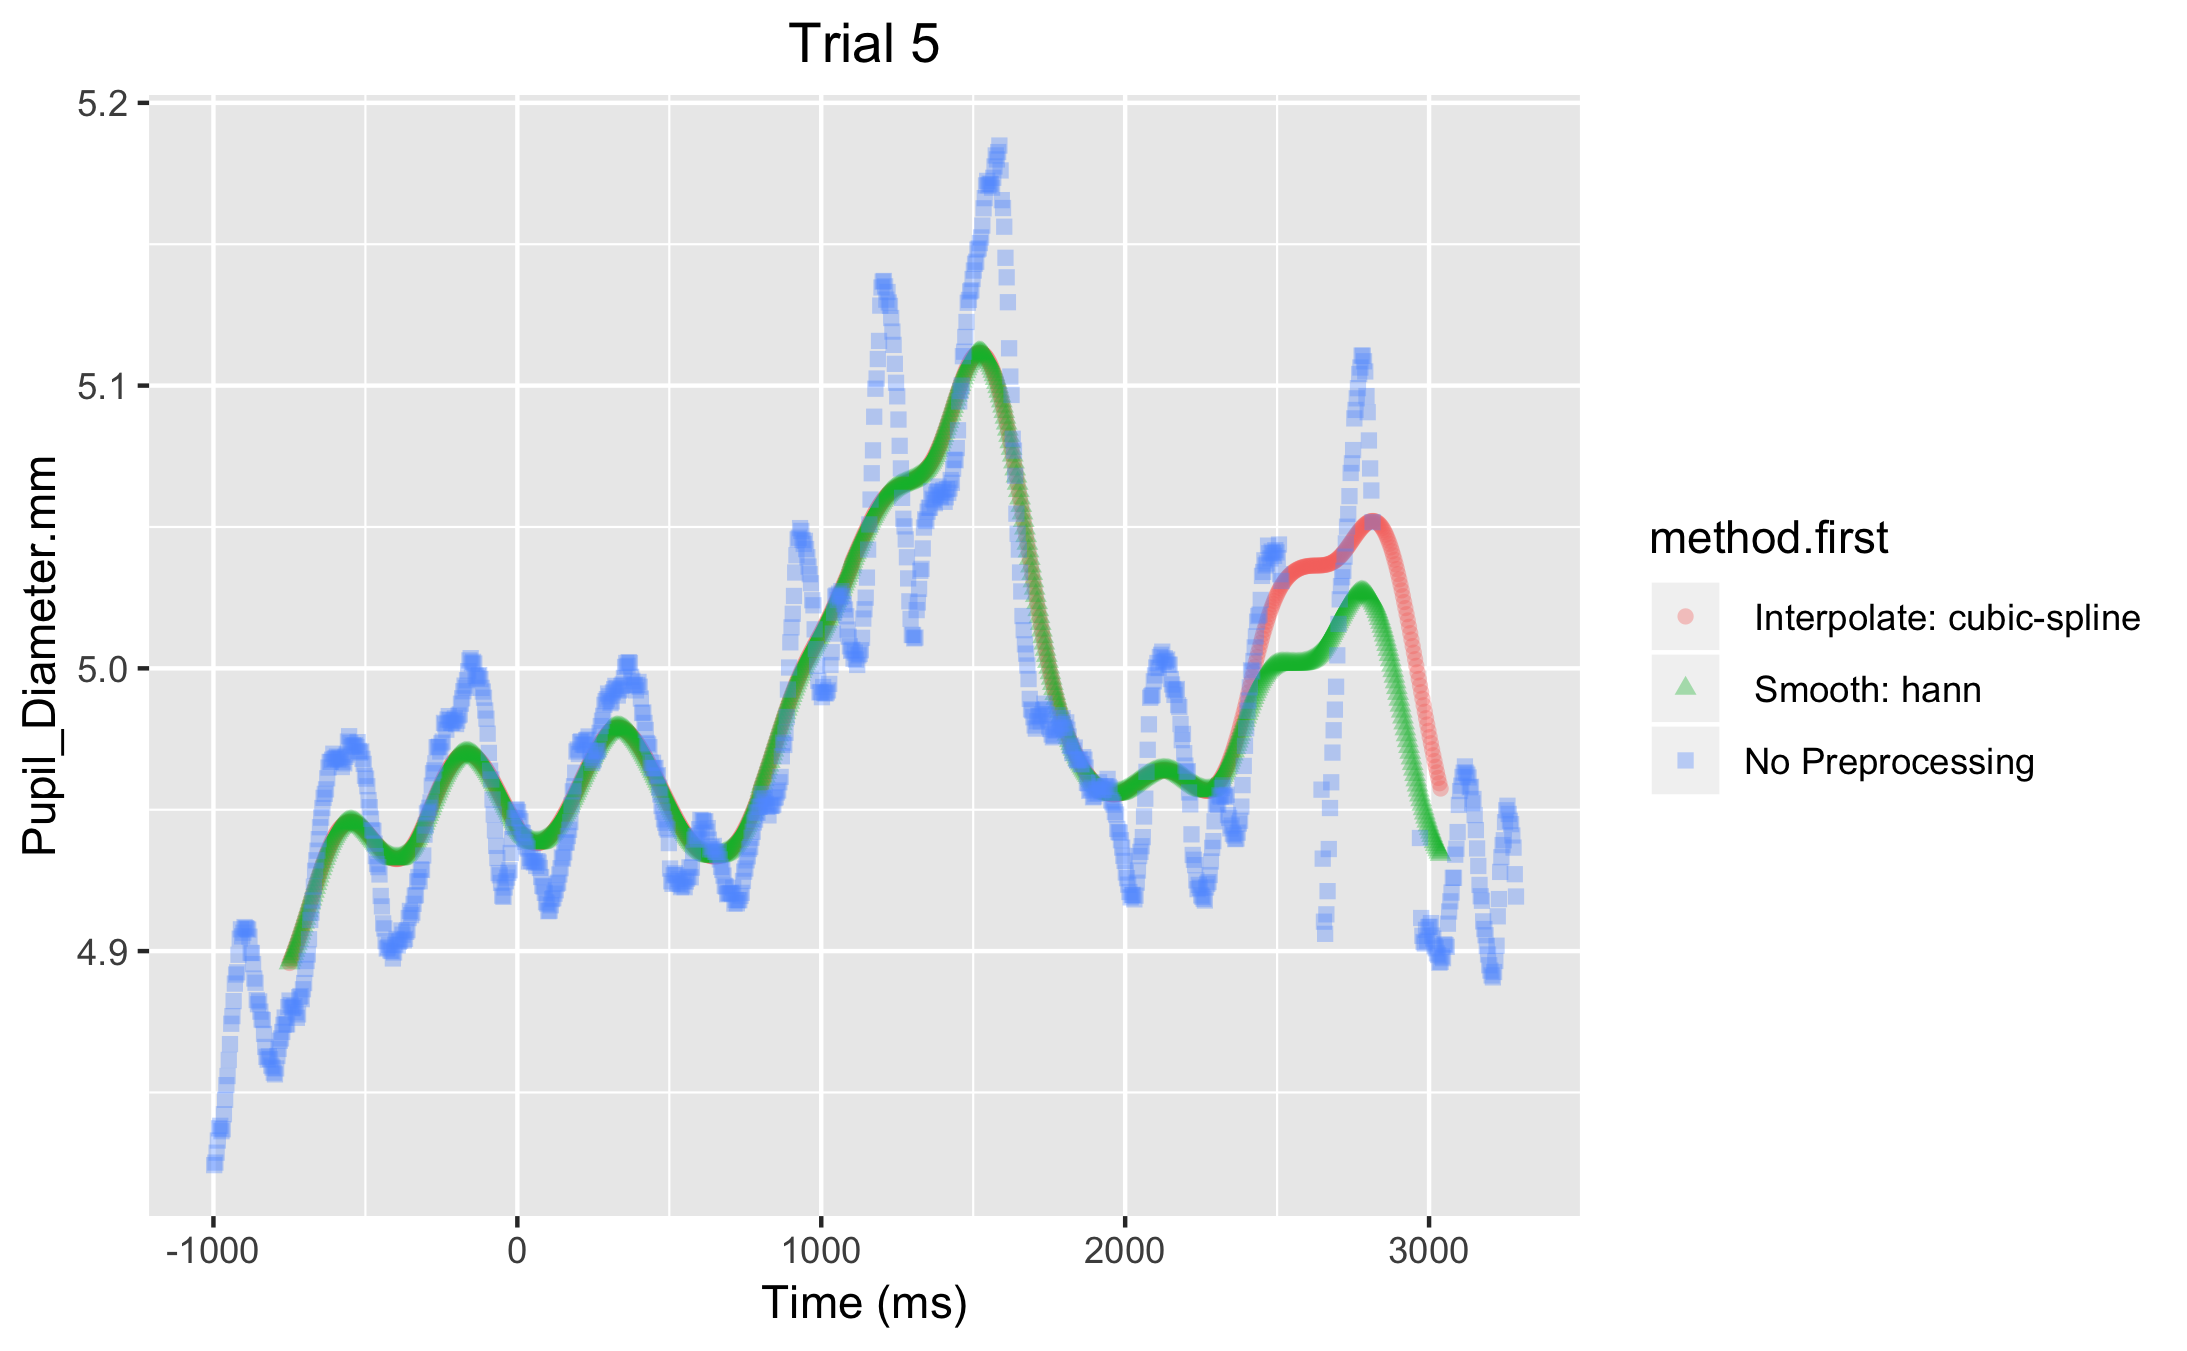 Trial 5
5.2
5.1
5.0
4.9
Pupil_Diameter.mm
-1000 0 1000 2000 3000
Time (ms)
method.first
Interpolate: cubic-spline
Smooth: hann
No Preprocessing